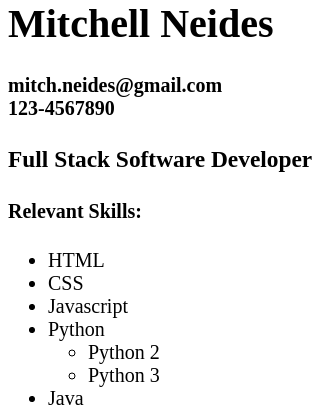 Mitchell Neides
mitch.neides@gmail.com
123-4567890
Full Stack Software Developer
Relevant Skills:
HTML
CSS
Javascript
Python
Python 2
Python 3
Java